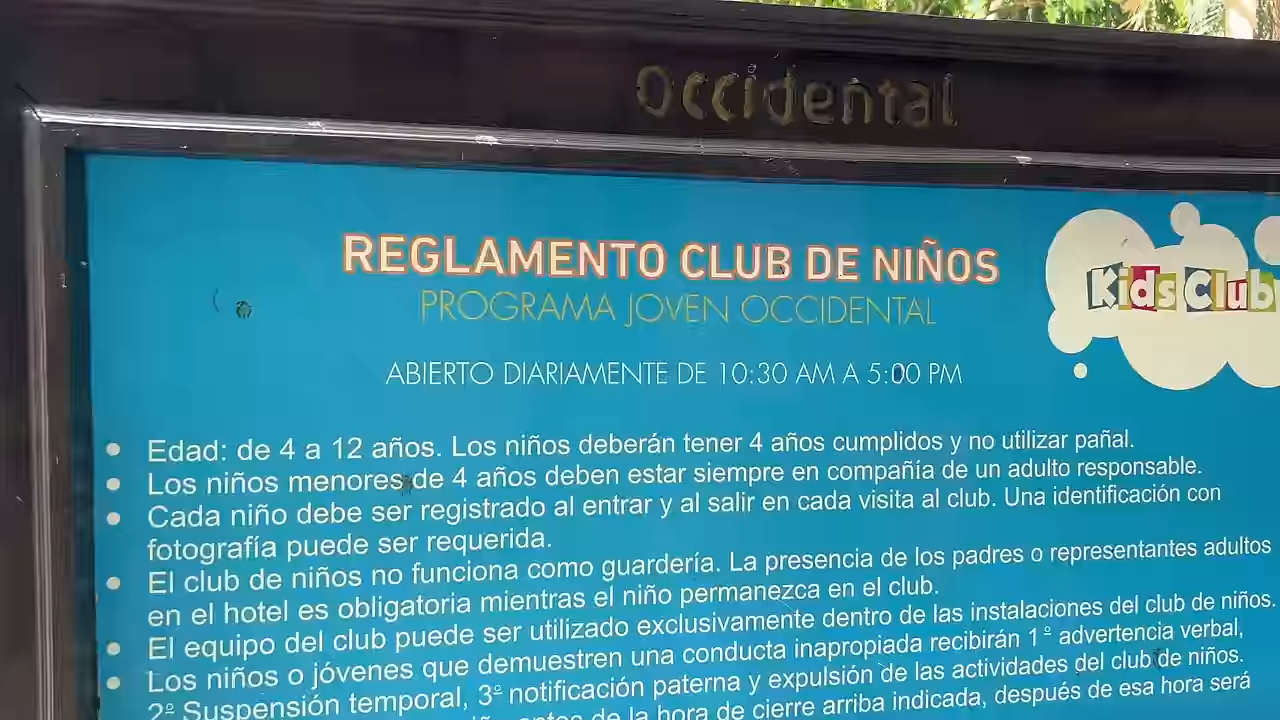 Occidental
REGLAMENTO CLUB DE NIÑOS
PROGRAMA JOVEN OCCIDENTAL
Kids Club
ABIERTO DIARIAMENTE DE 10:30 AM A 5:00 PM
• Edad: de 4 a 12 años. Los niños deberán tener 4 años cumplidos y no utilizar pañal.
• Los niños menores de 4 años deben estar siempre en compañía de un adulto responsable.
• Cada niño debe ser registrado al entrar y al salir en cada visita al club. Una identificación con
fotografía puede ser requerida.
• El club de niños no funciona como guardería. La presencia de los padres o representantes adultos
en el hotel es obligatoria mientras el niño permanezca en el club.
• El equipo del club puede ser utilizado exclusivamente dentro de las instalaciones del club de niños.
• Los niños o jóvenes que demuestren una conducta inapropiada recibirán 1º advertencia verbal,
2º Suspensión temporal, 3º notificación paterna y expulsión de las actividades del club de niños.
antes de la hora de cierre arriba indicada, después de esa hora será